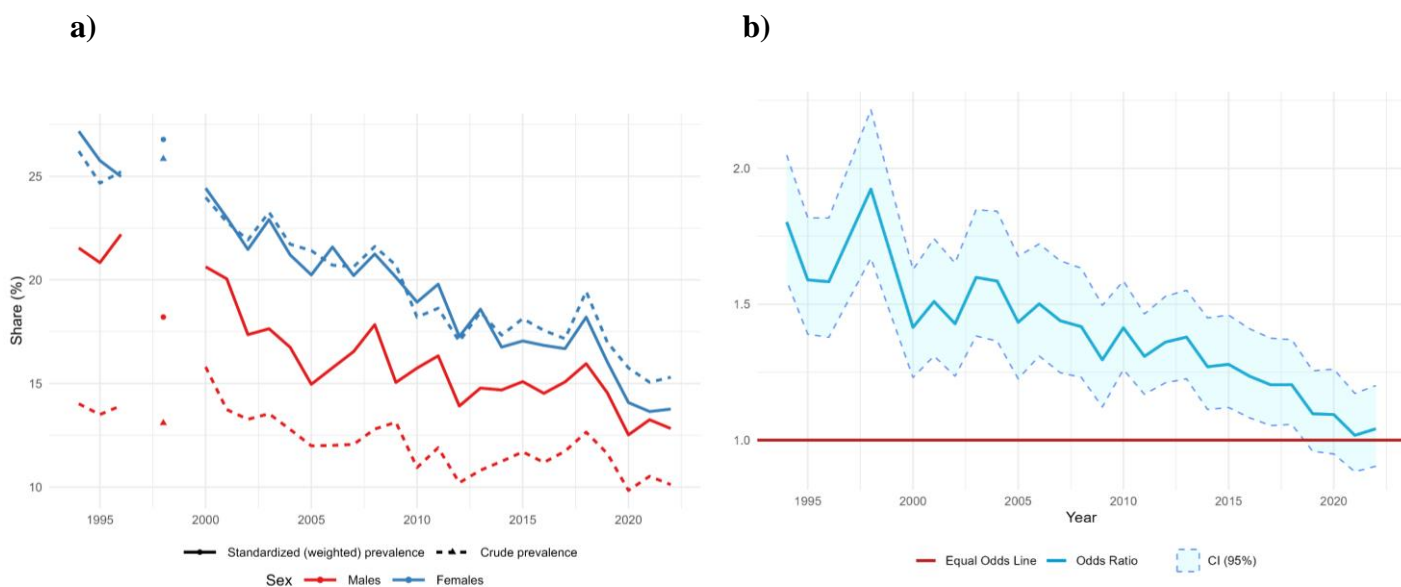 a)
b)
Share (%)
25
20
15
10
1995
2000
2005
2010
2015
2020
Standardized (weighted) prevalence
Crude prevalence
Sex
Males
Females
2.0
1.5
1.0
1995
2000
2005
2010
2015
2020
Year
Equal Odds Line
Odds Ratio
CI (95%)